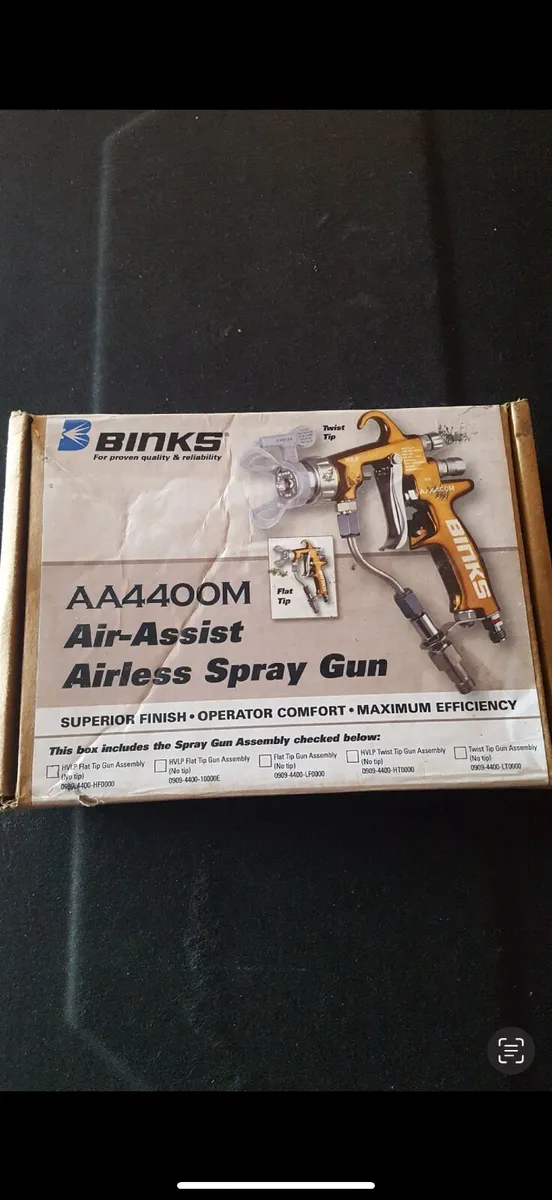 BINKS®
For proven quality & reliability
Twist
Tip
AA4400M
BINKS
Flat
Tip
AA4400M
Air-Assist
Airless Spray Gun
SUPERIOR FINISH • OPERATOR COMFORT • MAXIMUM EFFICIENCY
This box includes the Spray Gun Assembly checked below:
HVLP Flat Tip Gun Assembly
(No tip)
0909-4400-HF0000
HVLP Flat Tip Gun Assembly
(No tip)
0909-4400-10000E
Flat Tip Gun Assembly
(No tip)
0909-4400-LF0000
HVLP Twist Tip Gun Assembly
(No tip)
0909-4400-HT0000
Twist Tip Gun Assembly
(No tip)
0909-4400-LT0000